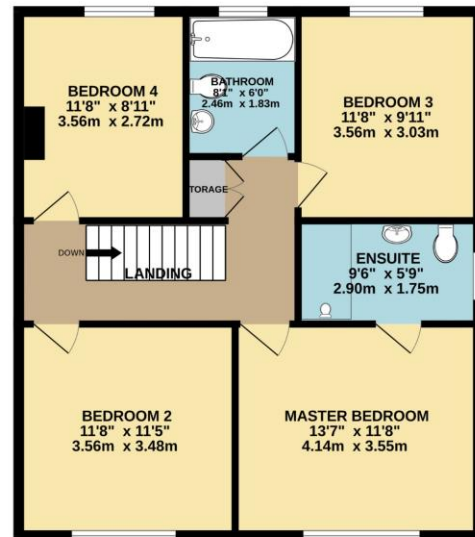 BEDROOM 4
11'8" x 8'11"
3.56m x 2.72m
BATHROOM
8'1" x 6'0"
2.46m x 1.83m
BEDROOM 3
11'8" x 9'11"
3.56m x 3.03m
TORAGE
DOWN
LANDING
ENSUITE
9'6" x 5'9"
2.90m x 1.75m
BEDROOM 2
11'8" x 11'5"
3.56m x 3.48m
MASTER BEDROOM
13'7" x 11'8"
4.14m x 3.55m